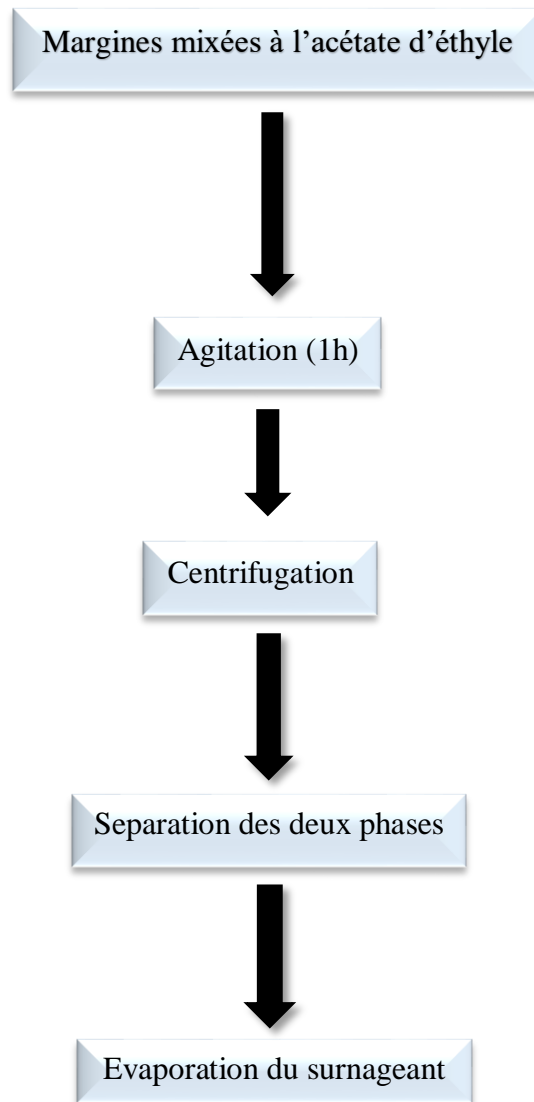 Margines mixées à l’acétate d’éthyle
Agitation (1h)
Centrifugation
Separation des deux phases
Evaporation du surnageant